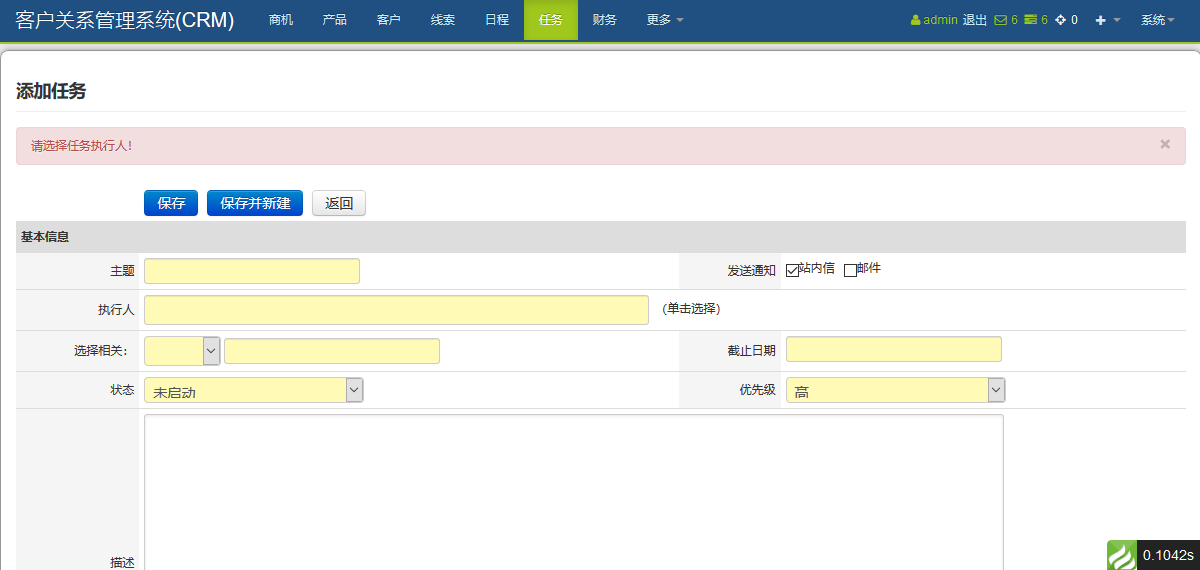 客户关系管理系统(CRM) 商机 产品 客户 线索 日程 任务 财务 更多 admin 退出 6 6 0 系统
添加任务
请选择任务执行人!
保存 保存并新建 返回
基本信息
主题 发送通知 站内信 邮件
执行人 (单击选择)
选择相关: 截止日期
状态 未启动 优先级 高
描述
0.1042s